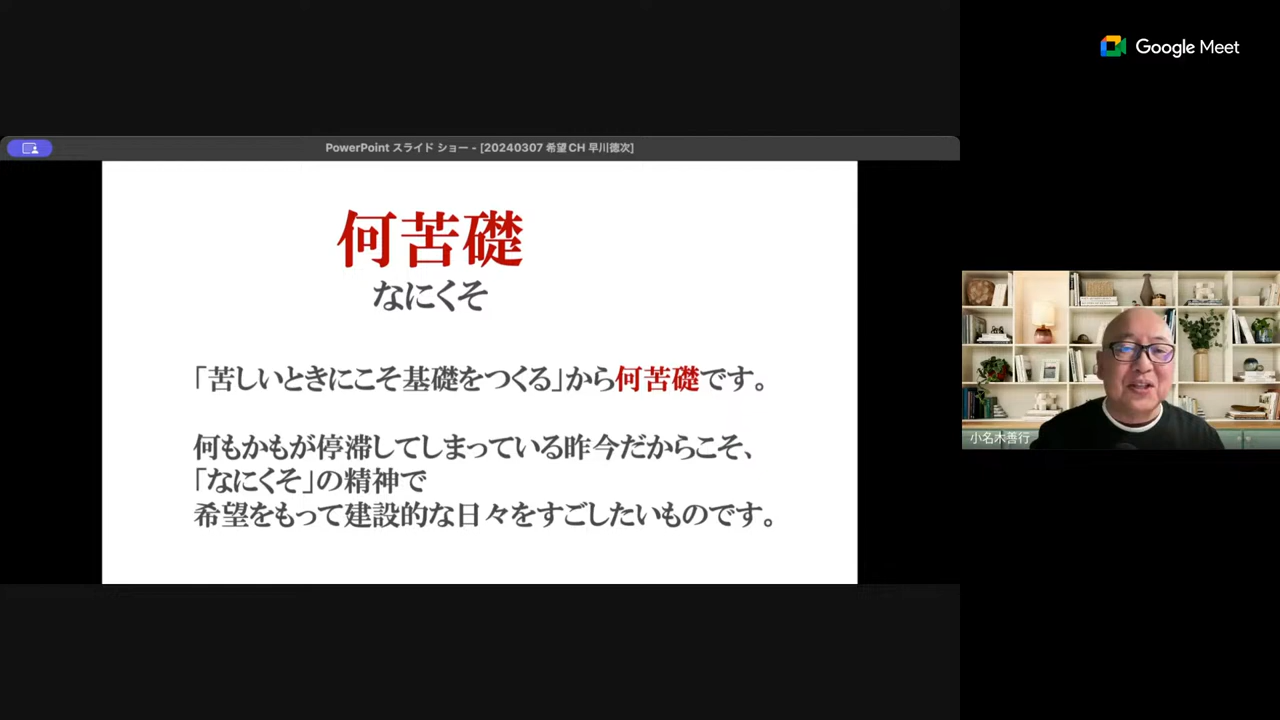 Google Meet
PowerPoint スライド ショー - [20240307 希望CH 早川徳次]
何苦礎
なにくそ
「苦しいときにこそ基礎をつくる」から何苦礎です。
何もかもが停滞してしまっている昨今だからこそ、
「なにくそ」の精神で
希望をもって建設的な日々をすごしたいものです。
小名木善行